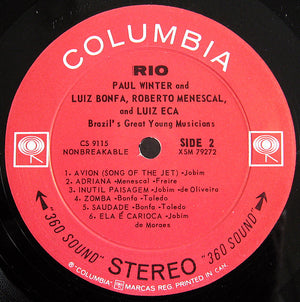 COLUMBIA
RIO
PAUL WINTER and
LUIZ BONFA, ROBERTO MENESCAL,
and
LUIZ ECA
Brazil's Great Young Musicians
CS 9115
NONBREAKABLE
SIDE 2
XSM 79272
1. AVION (SONG OF THE JET) -Jobim
2. ADRIANA -Menescal - Freire
3. INUTIL PAISAGEM -Jobim - de Oliveira
4. ZOMBA -Bonfa - Toledo
5. SAUDADE -Bonfa - Toledo
6. ELA É CARIOCA -Jobim
de Moraes
"360 SOUND" STEREO "360 SOUND"
® "COLUMBIA" MARCAS REG. PRINTED IN CAN.